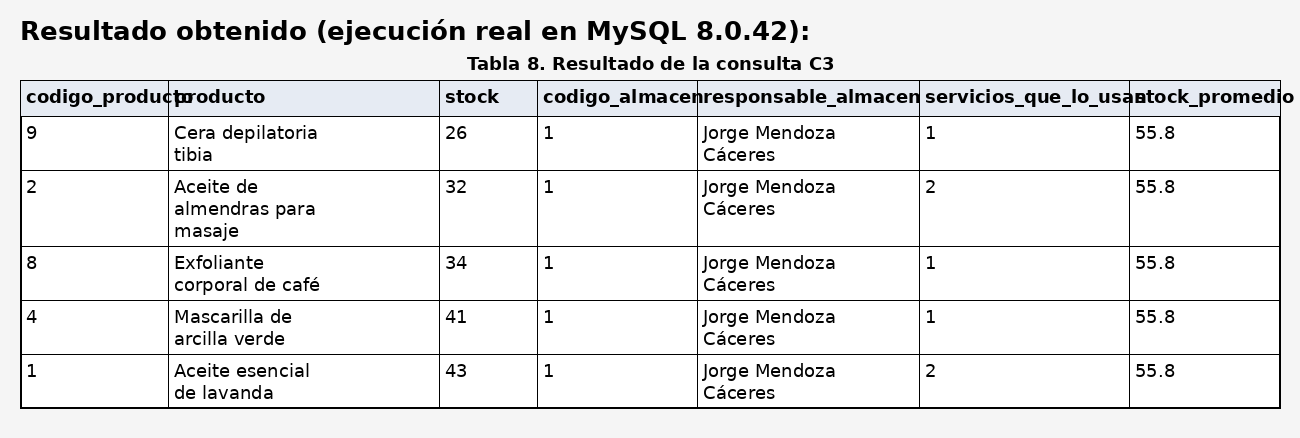 Resultado obtenido (ejecución real en MySQL 8.0.42):
Tabla 8. Resultado de la consulta C3
codigo_producto producto stock codigo_almacen responsable_almacen servicios_que_lo_usan stock_promedio
9 Cera depilatoria 26 1 Jorge Mendoza 1 55.8
tibia Cáceres
2 Aceite de 32 1 Jorge Mendoza 2 55.8
almendras para Cáceres
masaje
8 Exfoliante 34 1 Jorge Mendoza 1 55.8
corporal de café Cáceres
4 Mascarilla de 41 1 Jorge Mendoza 1 55.8
arcilla verde Cáceres
1 Aceite esencial 43 1 Jorge Mendoza 2 55.8
de lavanda Cáceres